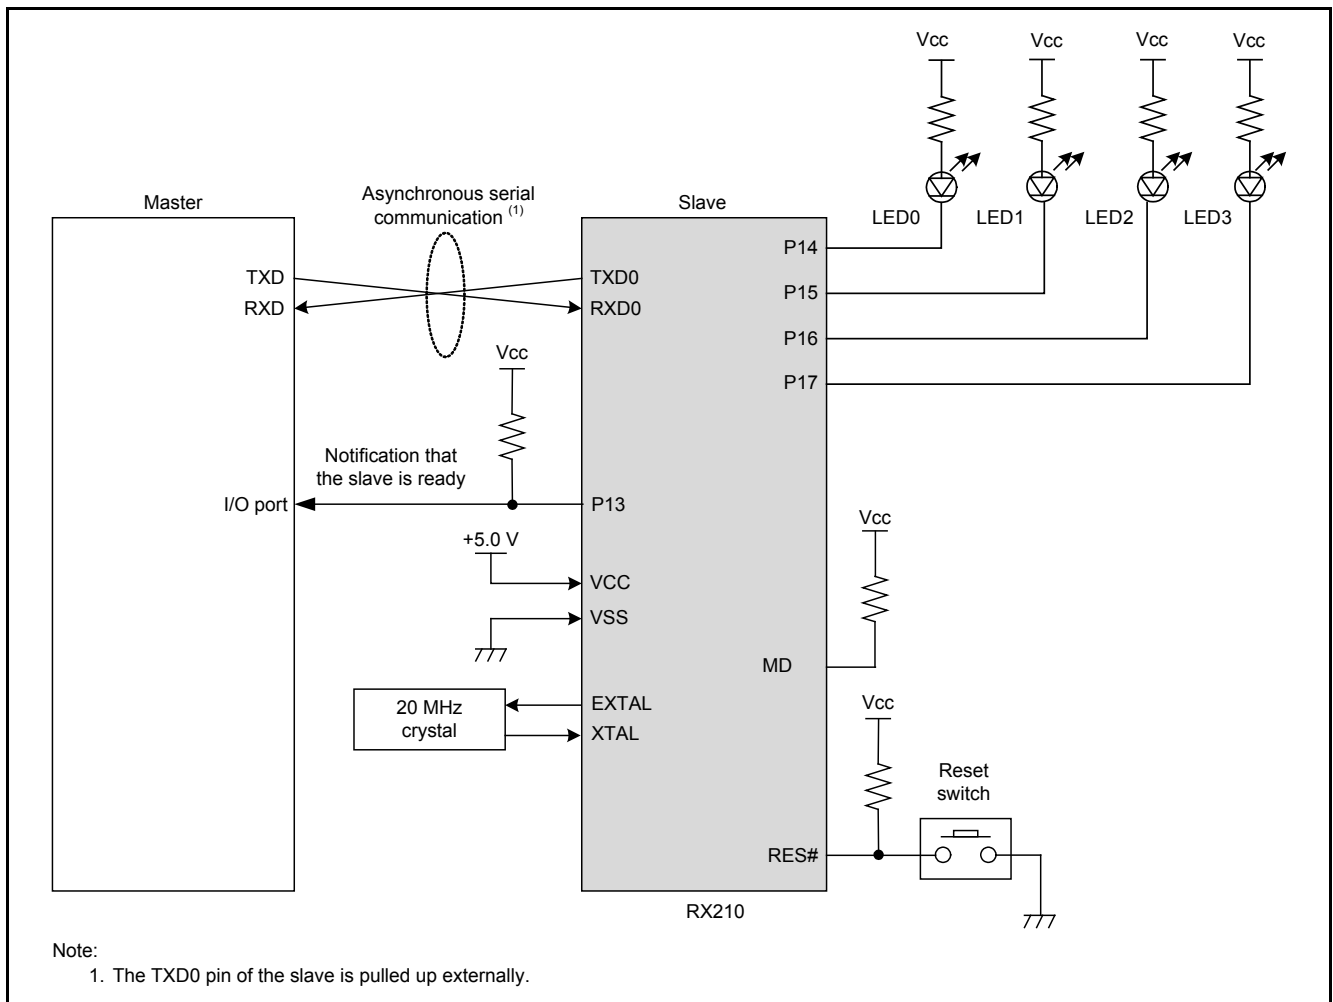 Vcc Vcc Vcc Vcc
LED0 LED1 LED2 LED3
Master
Asynchronous serial
communication (1)
Slave
TXD
RXD
TXD0
RXD0
P14
P15
P16
P17
Vcc
Notification that
the slave is ready
I/O port
P13
+5.0 V
VCC
VSS
Vcc
MD
20 MHz
crystal
EXTAL
XTAL
Vcc
Reset
switch
RES#
RX210
Note:
1. The TXD0 pin of the slave is pulled up externally.